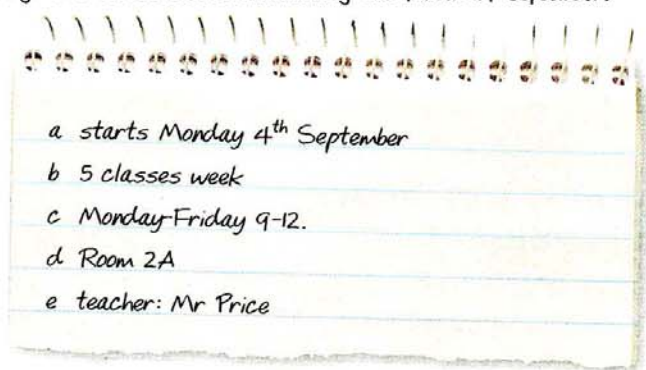 a starts Monday 4th September
b 5 classes week
c Monday-Friday 9-12.
d Room 2A
e teacher: Mr Price